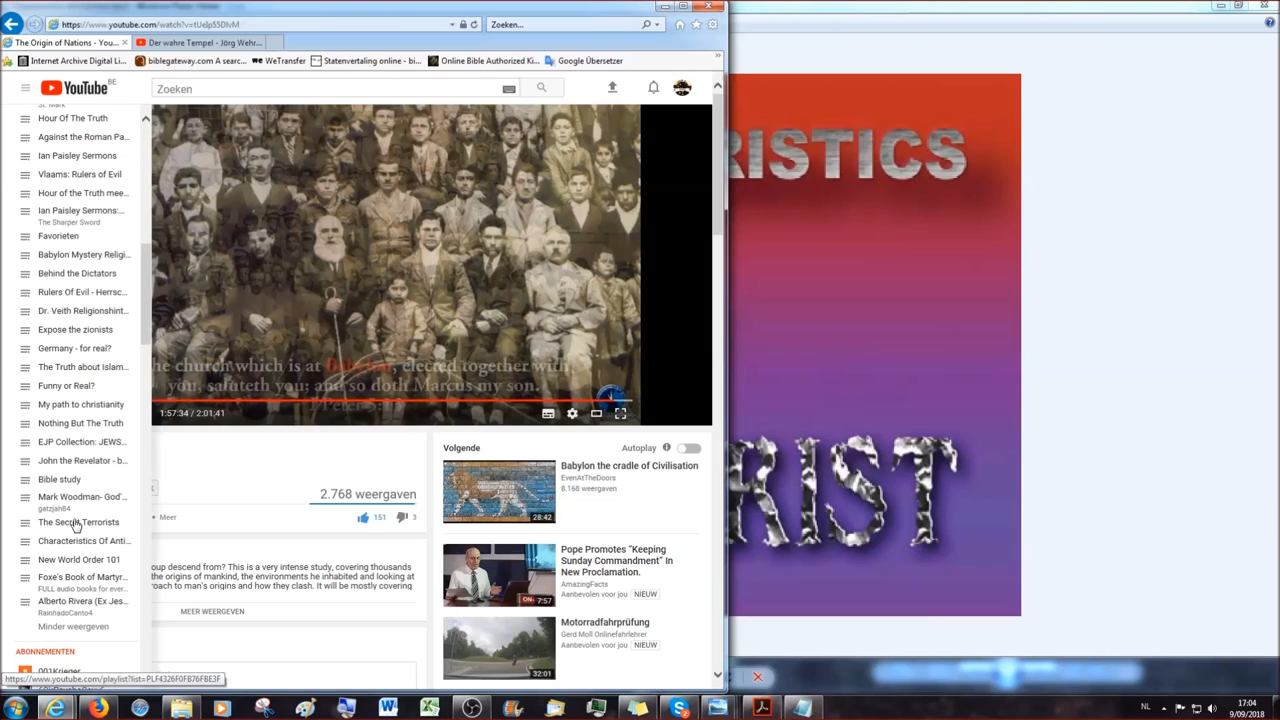 https://www.youtube.com/watch?v=tUeIp55DIvM
Zoeken...
The Origin of Nations - You...
Der wahre Tempel - Jörg Wehr...
Internet Archive Digital Li...
biblegateway.com A searc...
WeTransfer
Statenvertaling online - bi...
Online Bible Authorized Ki...
Google Übersetzer
YouTube BE
Zoeken
St. Mark
Hour Of The Truth
Against the Roman Pa...
Ian Paisley Sermons
Vlaams: Rulers of Evil
Hour of the Truth mee...
Ian Paisley Sermons:...
The Sharper Sword
Favorieten
Babylon Mystery Religi...
Behind the Dictators
Rulers Of Evil - Herrsc...
Dr. Veith Religionshint...
Expose the zionists
Germany - for real?
The Truth about Islam...
Funny or Real?
My path to christianity
Nothing But The Truth
EJP Collection: JEWS...
John the Revelator - b...
Bible study
Mark Woodman- God'...
gatzjah84
The Secret Terrorists
Characteristics Of Anti...
New World Order 101
Foxe's Book of Martyr...
FULL audio books for ever...
Alberto Rivera (Ex Jes...
RainhadoCanto4
Minder weergeven
ABONNEMENTEN
001Krieger
https://www.youtube.com/playlist?list=PLF4326F0FB76FBE3F
he church which is at Babylon, elected together with
you, saluteth you; and so doth Marcus my son.
1:57:34 / 2:01:41
2.768 weergaven
Meer
151
3
oup descend from? This is a very intense study, covering thousands
the origins of mankind, the environments he inhabited and looking at
roach to man's origins and how they clash. It will be mostly covering
MEER WEERGEVEN
Volgende
Autoplay
Babylon the cradle of Civilisation
EvenAtTheDoors
8.168 weergaven
28:42
Pope Promotes "Keeping
Sunday Commandment" In
New Proclamation.
AmazingFacts
Aanbevolen voor jou NIEUW
7:57
Motorradfahrprüfung
Gerd Moll Onlinefahrlehrer
Aanbevolen voor jou NIEUW
32:01
RISTICS
RIST
NL
17:04
9/09/2018